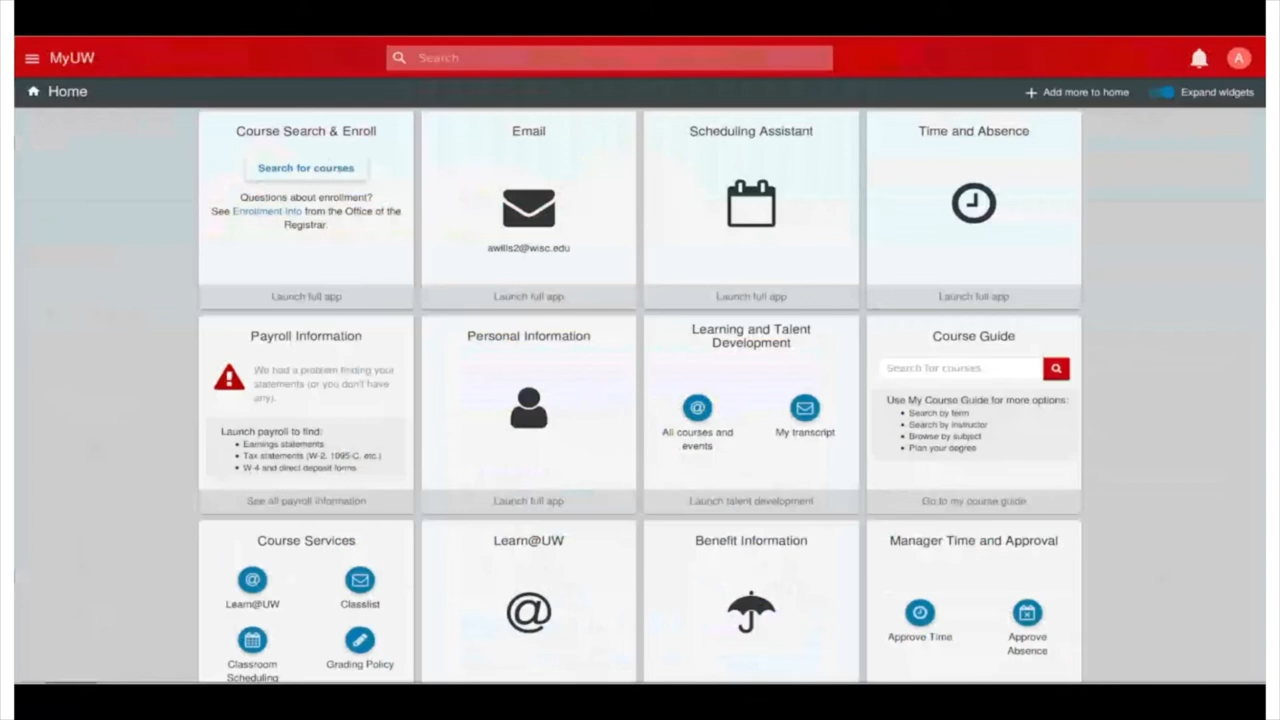 MyUW
Search
A
Home
Add more to home
Expand widgets
Course Search & Enroll
Search for courses
Questions about enrollment?
See Enrollment Info from the Office of the
Registrar.
Launch full app
Email
awills2@wisc.edu
Launch full app
Scheduling Assistant
Launch full app
Time and Absence
Launch full app
Payroll Information
We had a problem finding your
statements (or you don't have
any).
Launch payroll to find:
• Earnings statements
• Tax statements (W-2, 1095-C, etc.)
• W-4 and direct deposit forms
See all payroll information
Personal Information
Launch full app
Learning and Talent
Development
All courses and
events
My transcript
Launch talent development
Course Guide
Search for courses
Use My Course Guide for more options:
• Search by term
• Search by instructor
• Browse by subject
• Plan your degree
Go to my course guide
Course Services
Learn@UW
Classlist
Classroom
Scheduling
Grading Policy
Learn@UW
Benefit Information
Manager Time and Approval
Approve Time
Approve
Absence